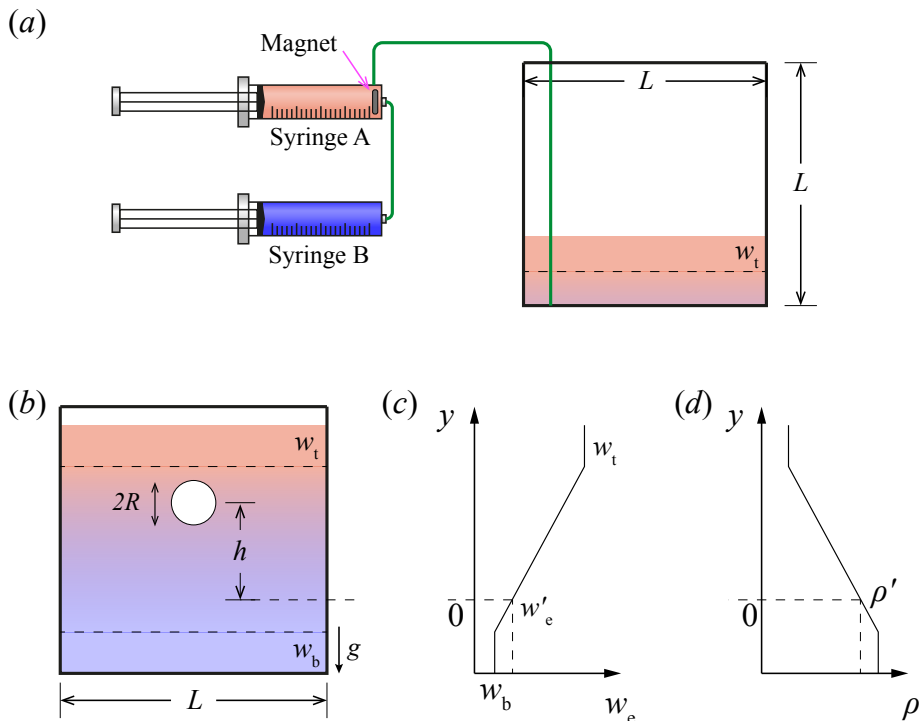 (a)
Magnet
Syringe A
Syringe B
L
L
w_t
(b)
w_t
2R
h
w_b
g
L
(c)
y
w_t
0
w'_e
w_b
w_e
(d)
y
0
ρ'
ρ